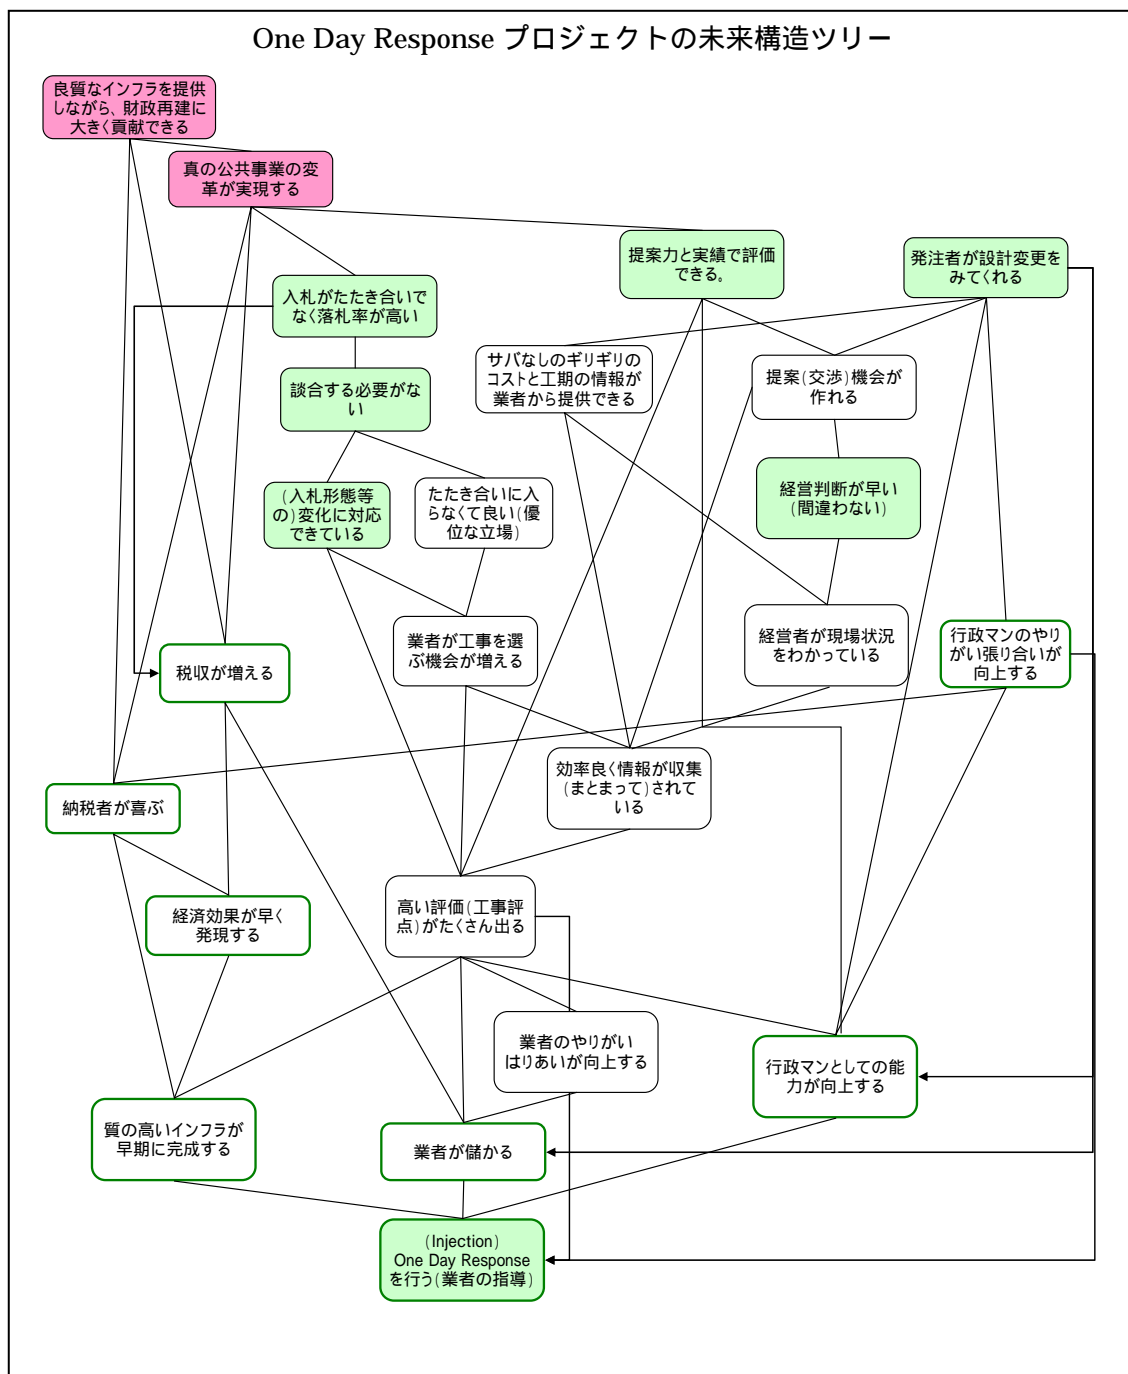 One Day Response プロジェクトの未来構造ツリー
良質なインフラを提供
しながら、財政再建に
大きく貢献できる
真の公共事業の変
革が実現する
提案力と実績で評価
できる。
発注者が設計変更を
みてくれる
入札がたたき合いで
なく落札率が高い
サバなしのギリギリの
コストと工期の情報が
業者から提供できる
提案(交渉)機会が
作れる
談合する必要がな
い
(入札形態等
の)変化に対応
できている
たたき合いに入
らなくて良い(優
位な立場)
経営判断が早い
(間違わない)
業者が工事を選
ぶ機会が増える
経営者が現場状況
をわかっている
行政マンのやり
がい張り合いが
向上する
税収が増える
効率良く情報が収集
(まとまって)されて
いる
納税者が喜ぶ
経済効果が早く
発現する
高い評価(工事評
点)がたくさん出る
業者のやりがい
はりあいが向上する
行政マンとしての能
力が向上する
質の高いインフラが
早期に完成する
業者が儲かる
(Injection)
One Day Response
を行う(業者の指導)